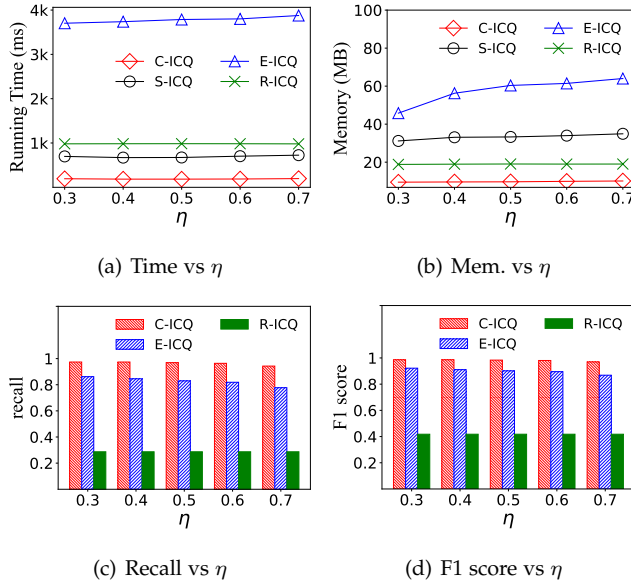 4k
3k
2k
1k
Running Time (ms)
C-ICQ
E-ICQ
S-ICQ
R-ICQ
0.3 0.4 0.5 0.6 0.7
η
(a) Time vs η
100
80
60
40
20
Memory (MB)
C-ICQ
E-ICQ
S-ICQ
R-ICQ
0.3 0.4 0.5 0.6 0.7
η
(b) Mem. vs η
C-ICQ
R-ICQ
E-ICQ
1
0.8
0.6
0.4
0.2
recall
0.3 0.4 0.5 0.6 0.7
η
(c) Recall vs η
C-ICQ
R-ICQ
E-ICQ
1
0.8
0.6
0.4
0.2
F1 score
0.3 0.4 0.5 0.6 0.7
η
(d) F1 score vs η